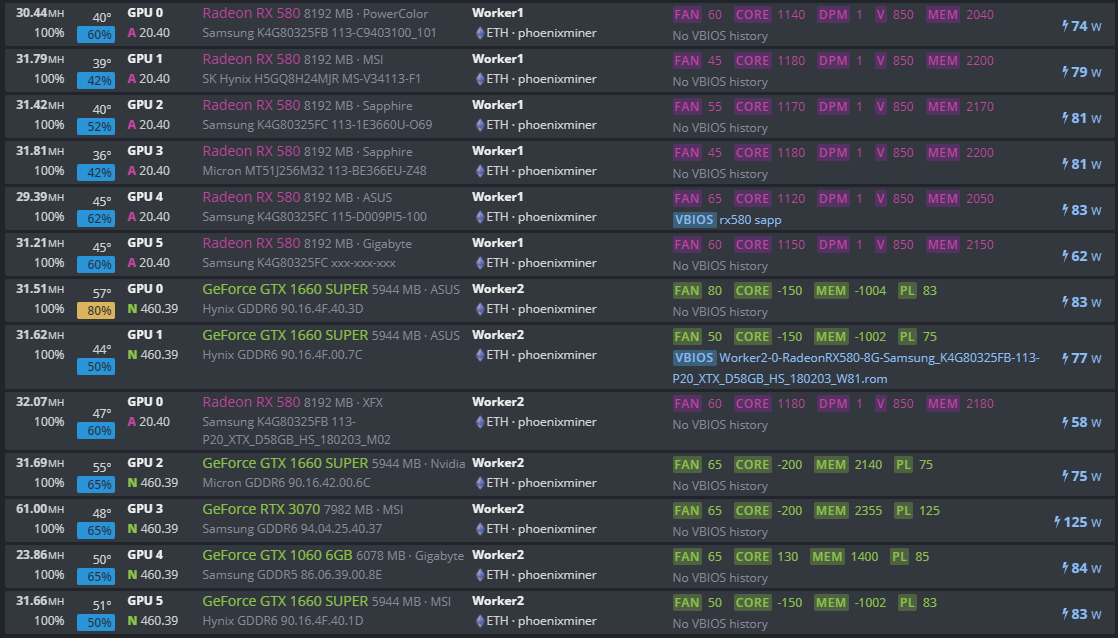 30.44MH 40° GPU 0 Radeon RX 580 8192 MB · PowerColor Worker1 FAN 60 CORE 1140 DPM 1 V 850 MEM 2040 74 W
100% 60% A 20.40 Samsung K4G80325FB 113-C9403100_101 ETH · phoenixminer No VBIOS history
31.79MH 39° GPU 1 Radeon RX 580 8192 MB · MSI Worker1 FAN 45 CORE 1180 DPM 1 V 850 MEM 2200 79 W
100% 42% A 20.40 SK Hynix H5GQ8H24MJR MS-V34113-F1 ETH · phoenixminer No VBIOS history
31.42MH 40° GPU 2 Radeon RX 580 8192 MB · Sapphire Worker1 FAN 55 CORE 1170 DPM 1 V 850 MEM 2170 81 W
100% 52% A 20.40 Samsung K4G80325FC 113-1E3660U-O69 ETH · phoenixminer No VBIOS history
31.81MH 36° GPU 3 Radeon RX 580 8192 MB · Sapphire Worker1 FAN 45 CORE 1180 DPM 1 V 850 MEM 2200 81 W
100% 42% A 20.40 Micron MT51J256M32 113-BE366EU-Z48 ETH · phoenixminer No VBIOS history
29.39MH 45° GPU 4 Radeon RX 580 8192 MB · ASUS Worker1 FAN 65 CORE 1120 DPM 1 V 850 MEM 2050 83 W
100% 62% A 20.40 Samsung K4G80325FC 115-D009PI5-100 ETH · phoenixminer VBIOS rx580 sapp
31.21MH 45° GPU 5 Radeon RX 580 8192 MB · Gigabyte Worker1 FAN 60 CORE 1150 DPM 1 V 850 MEM 2150 62 W
100% 60% A 20.40 Samsung K4G80325FC xxx-xxx-xxx ETH · phoenixminer No VBIOS history
31.51MH 57° GPU 0 GeForce GTX 1660 SUPER 5944 MB · ASUS Worker2 FAN 80 CORE -150 MEM -1004 PL 83 83 W
100% 80% N 460.39 Hynix GDDR6 90.16.4F.40.3D ETH · phoenixminer No VBIOS history
31.62MH 44° GPU 1 GeForce GTX 1660 SUPER 5944 MB · ASUS Worker2 FAN 50 CORE -150 MEM -1002 PL 75 77 W
100% 50% N 460.39 Hynix GDDR6 90.16.4F.00.7C ETH · phoenixminer VBIOS Worker2-0-RadeonRX580-8G-Samsung_K4G80325FB-113-
P20_XTX_D58GB_HS_180203_W81.rom
32.07MH 47° GPU 0 Radeon RX 580 8192 MB · XFX Worker2 FAN 60 CORE 1180 DPM 1 V 850 MEM 2180 58 W
100% 60% A 20.40 Samsung K4G80325FB 113- ETH · phoenixminer No VBIOS history
P20_XTX_D58GB_HS_180203_M02
31.69MH 55° GPU 2 GeForce GTX 1660 SUPER 5944 MB · Nvidia Worker2 FAN 65 CORE -200 MEM 2140 PL 75 75 W
100% 65% N 460.39 Micron GDDR6 90.16.42.00.6C ETH · phoenixminer No VBIOS history
61.00MH 48° GPU 3 GeForce RTX 3070 7982 MB · MSI Worker2 FAN 65 CORE -200 MEM 2355 PL 125 125 W
100% 65% N 460.39 Samsung GDDR6 94.04.25.40.37 ETH · phoenixminer No VBIOS history
23.86MH 50° GPU 4 GeForce GTX 1060 6GB 6078 MB · Gigabyte Worker2 FAN 65 CORE 130 MEM 1400 PL 85 84 W
100% 65% N 460.39 Samsung GDDR5 86.06.39.00.8E ETH · phoenixminer No VBIOS history
31.66MH 51° GPU 5 GeForce GTX 1660 SUPER 5944 MB · MSI Worker2 FAN 50 CORE -150 MEM -1002 PL 83 83 W
100% 50% N 460.39 Hynix GDDR6 90.16.4F.40.1D ETH · phoenixminer No VBIOS history